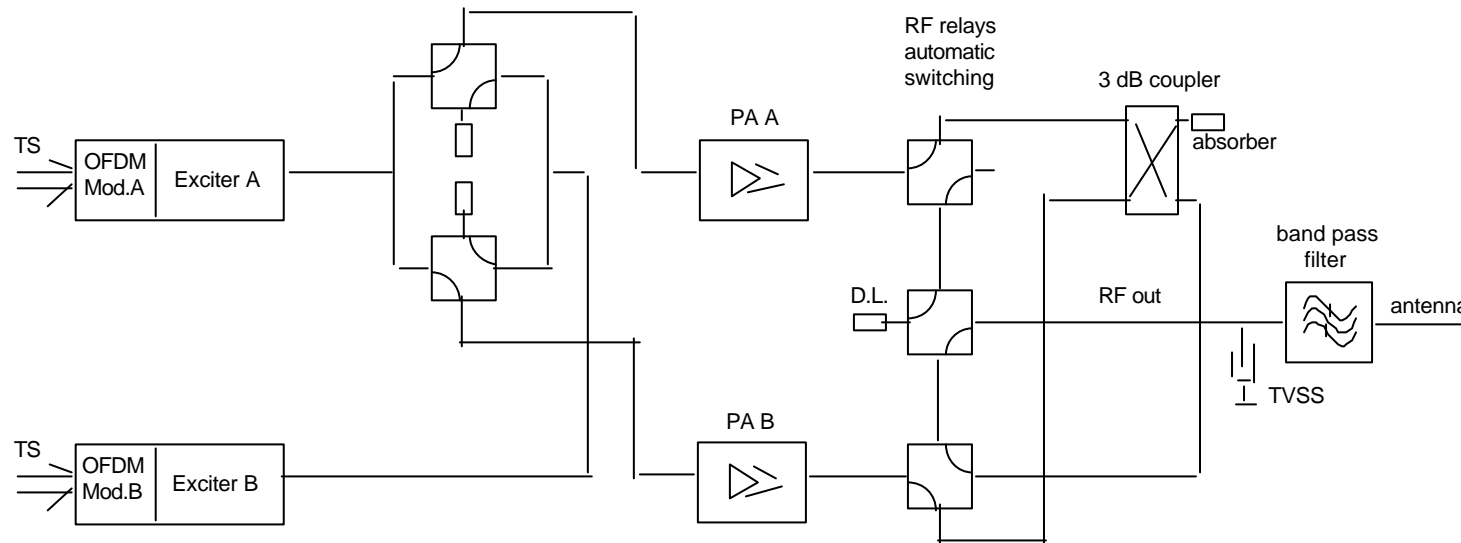 RF relays
automatic
switching
3 dB coupler
PA A
TS
OFDM
Mod.A
Exciter A
absorber
band pass
filter
D.L.
RF out
antenna
TVSS
PA B
TS
OFDM
Mod.B
Exciter B